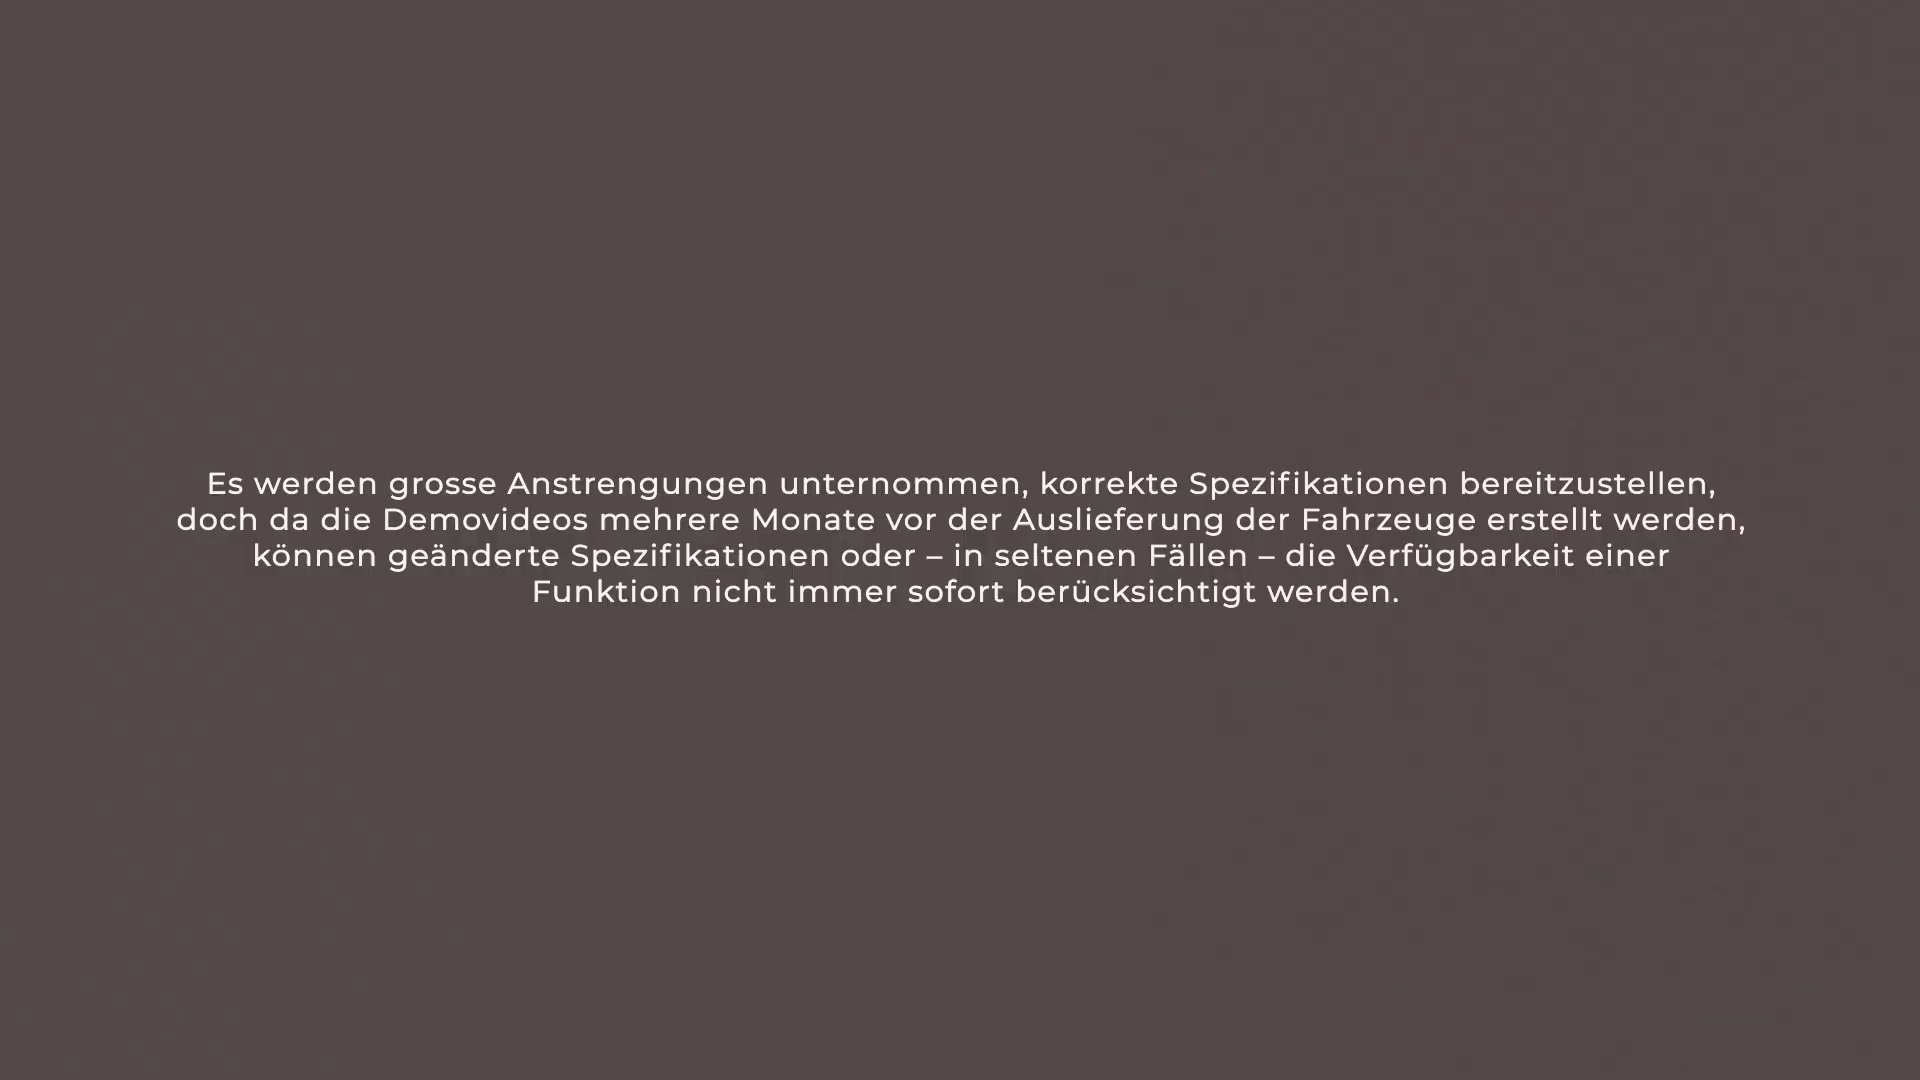 Es werden grosse Anstrengungen unternommen, korrekte Spezifikationen bereitzustellen,
doch da die Demovideos mehrere Monate vor der Auslieferung der Fahrzeuge erstellt werden,
können geänderte Spezifikationen oder – in seltenen Fällen – die Verfügbarkeit einer
Funktion nicht immer sofort berücksichtigt werden.